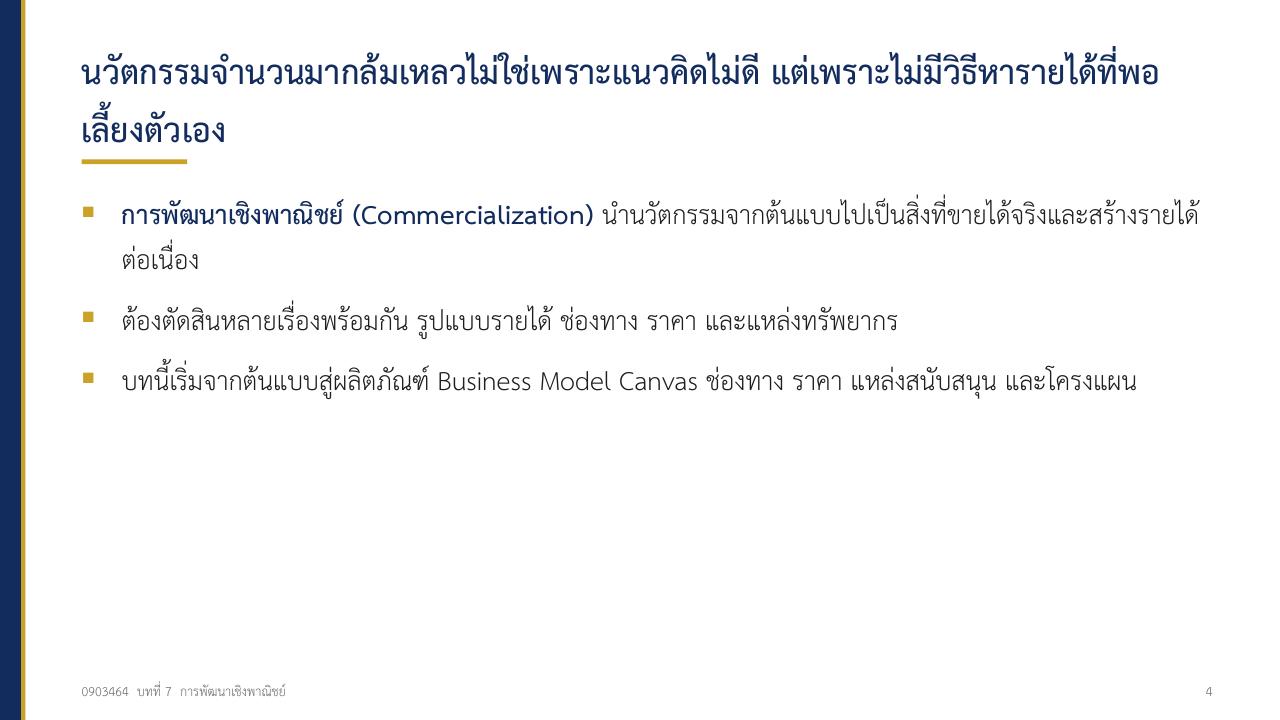 นวัตกรรมจำนวนมากล้มเหลวไม่ใช่เพราะแนวคิดไม่ดี แต่เพราะไม่มีวิธีหารายได้ที่พอ
เลี้ยงตัวเอง
▪ การพัฒนาเชิงพาณิชย์ (Commercialization) นำนวัตกรรมจากต้นแบบไปเป็นสิ่งที่ขายได้จริงและสร้างรายได้
ต่อเนื่อง
▪ ต้องตัดสินหลายเรื่องพร้อมกัน รูปแบบรายได้ ช่องทาง ราคา และแหล่งทรัพยากร
▪ บทนี้เริ่มจากต้นแบบสู่ผลิตภัณฑ์ Business Model Canvas ช่องทาง ราคา แหล่งสนับสนุน และโครงแผน
0903464 บทที่ 7 การพัฒนาเชิงพาณิชย์
4